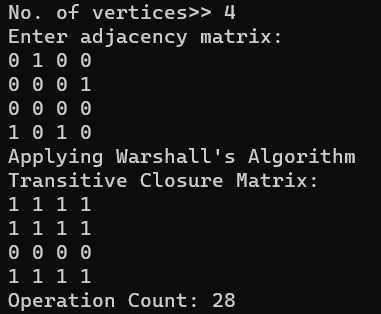 No. of vertices>> 4
Enter adjacency matrix:
0 1 0 0
0 0 0 1
0 0 0 0
1 0 1 0
Applying Warshall's Algorithm
Transitive Closure Matrix:
1 1 1 1
1 1 1 1
0 0 0 0
1 1 1 1
Operation Count: 28